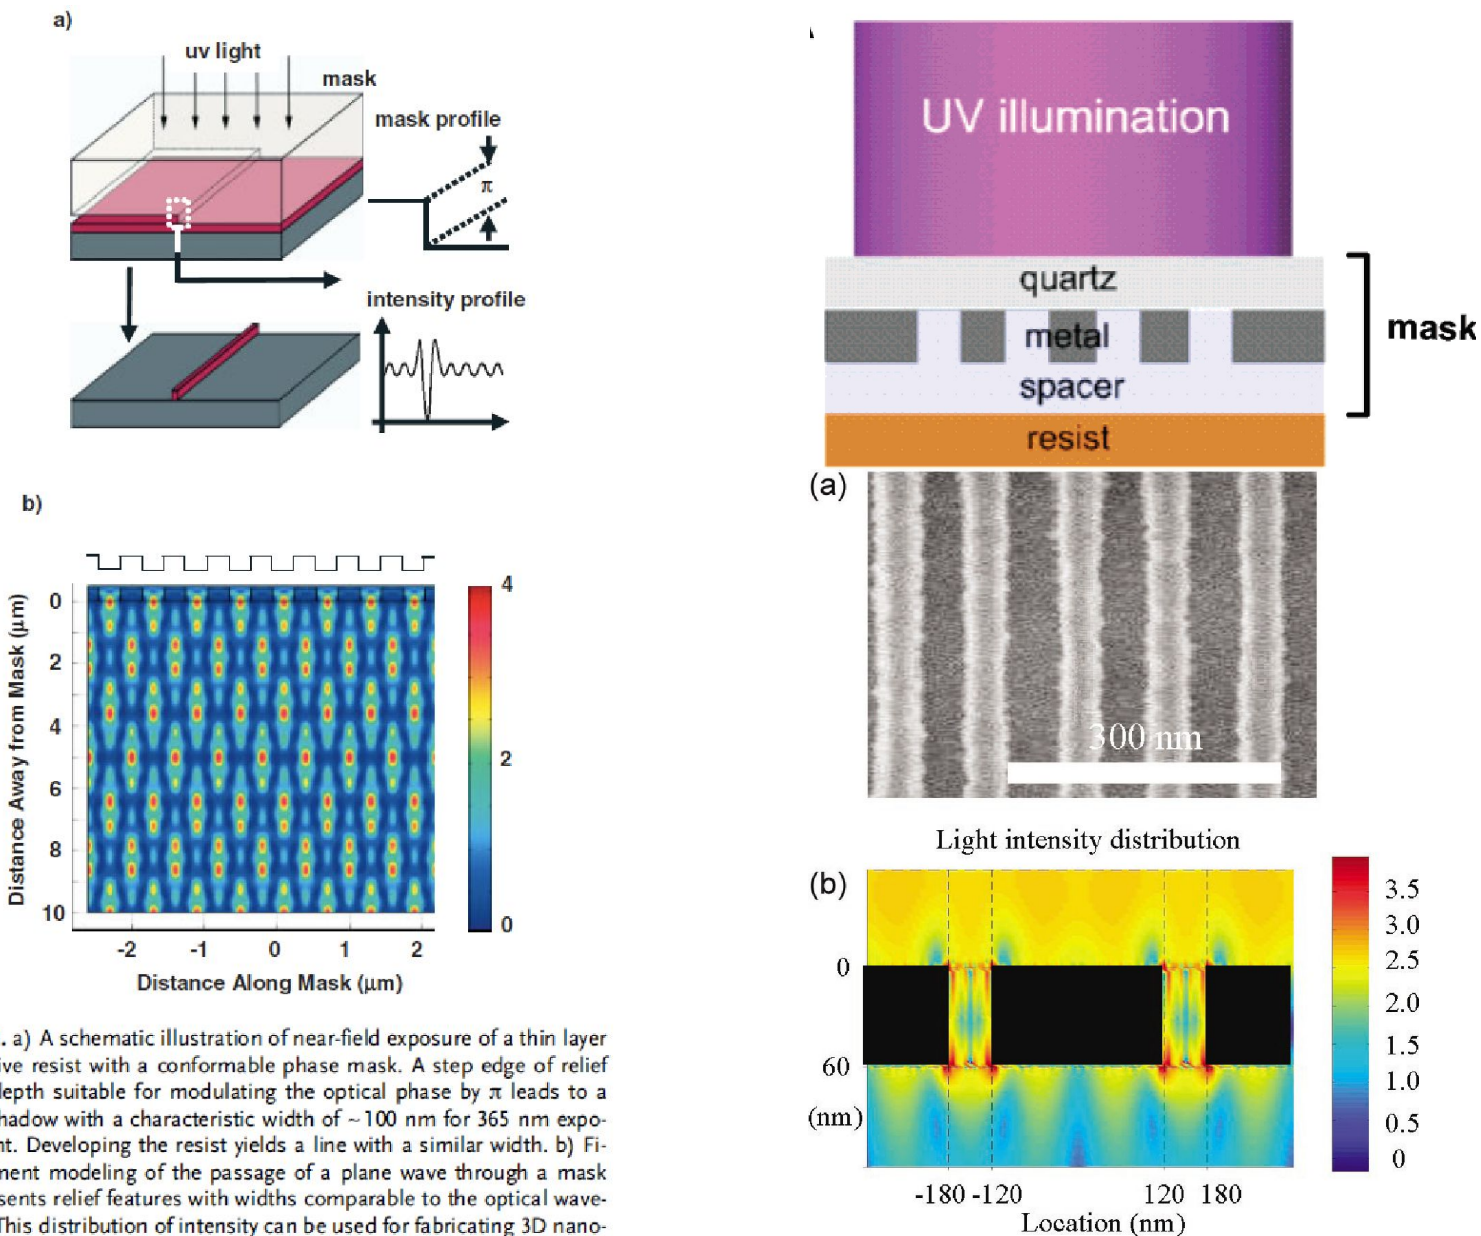 a)
uv light
mask
mask profile
π
intensity profile
b)
4
2
0
0
2
4
6
8
10
Distance Away from Mask (μm)
-2 -1 0 1 2
Distance Along Mask (μm)
. a) A schematic illustration of near-field exposure of a thin layer
ive resist with a conformable phase mask. A step edge of relief
depth suitable for modulating the optical phase by π leads to a
hadow with a characteristic width of ~100 nm for 365 nm expo-
nt. Developing the resist yields a line with a similar width. b) Fi-
ment modeling of the passage of a plane wave through a mask
sents relief features with widths comparable to the optical wave-
This distribution of intensity can be used for fabricating 3D nano-
UV illumination
quartz
metal
spacer
resist
mask
(a)
300 nm
Light intensity distribution
(b)
0
60
(nm)
3.5
3.0
2.5
2.0
1.5
1.0
0.5
0
-180 -120 120 180
Location (nm)